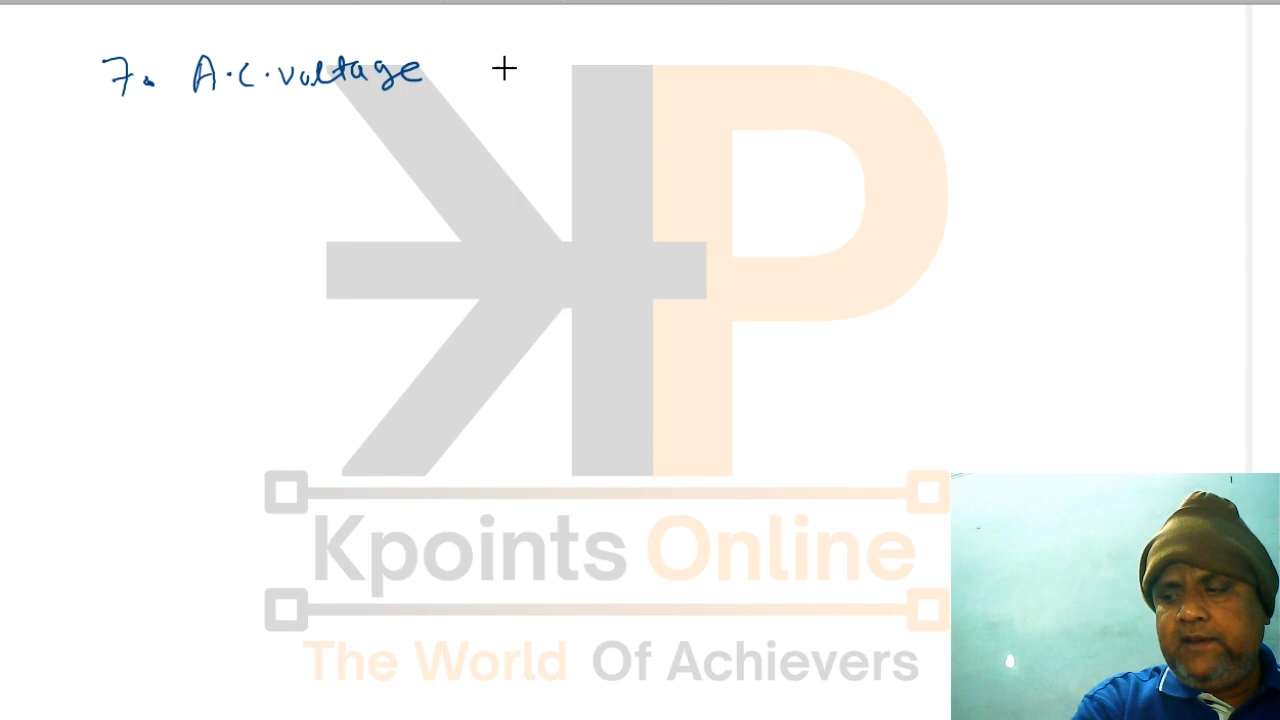 7. A.C. voltage
Kpoints Online
The World Of Achievers